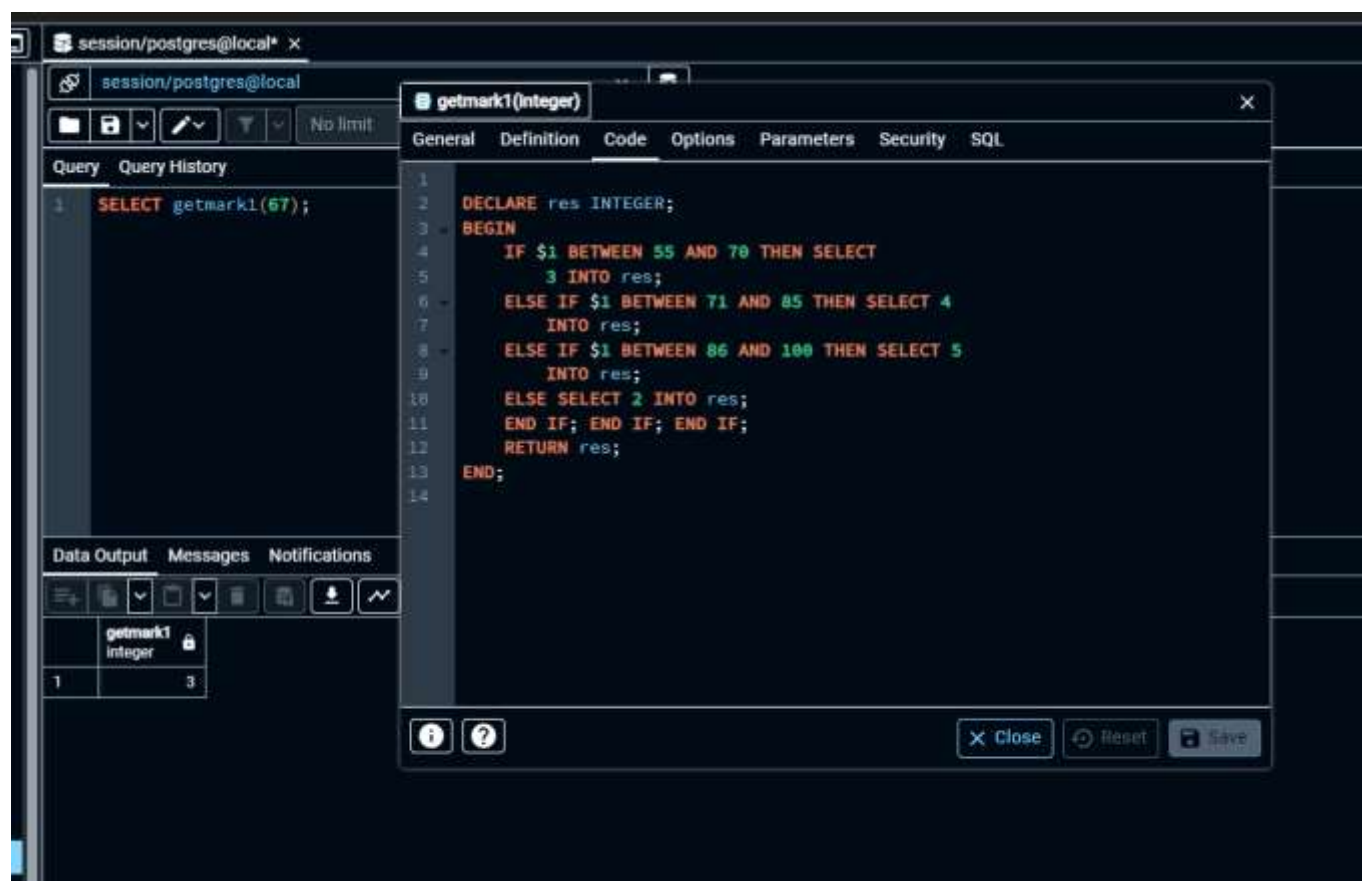 session/postgres@local*
session/postgres@local
No limit
Query Query History
1 SELECT getmark1(67);
Data Output Messages Notifications
getmark1
integer
1 3
getmark1(integer)
General Definition Code Options Parameters Security SQL
1
2 DECLARE res INTEGER;
3 BEGIN
4 IF $1 BETWEEN 55 AND 70 THEN SELECT
5 3 INTO res;
6 ELSE IF $1 BETWEEN 71 AND 85 THEN SELECT 4
7 INTO res;
8 ELSE IF $1 BETWEEN 86 AND 100 THEN SELECT 5
9 INTO res;
10 ELSE SELECT 2 INTO res;
11 END IF; END IF; END IF;
12 RETURN res;
13 END;
14
Close Reset Save